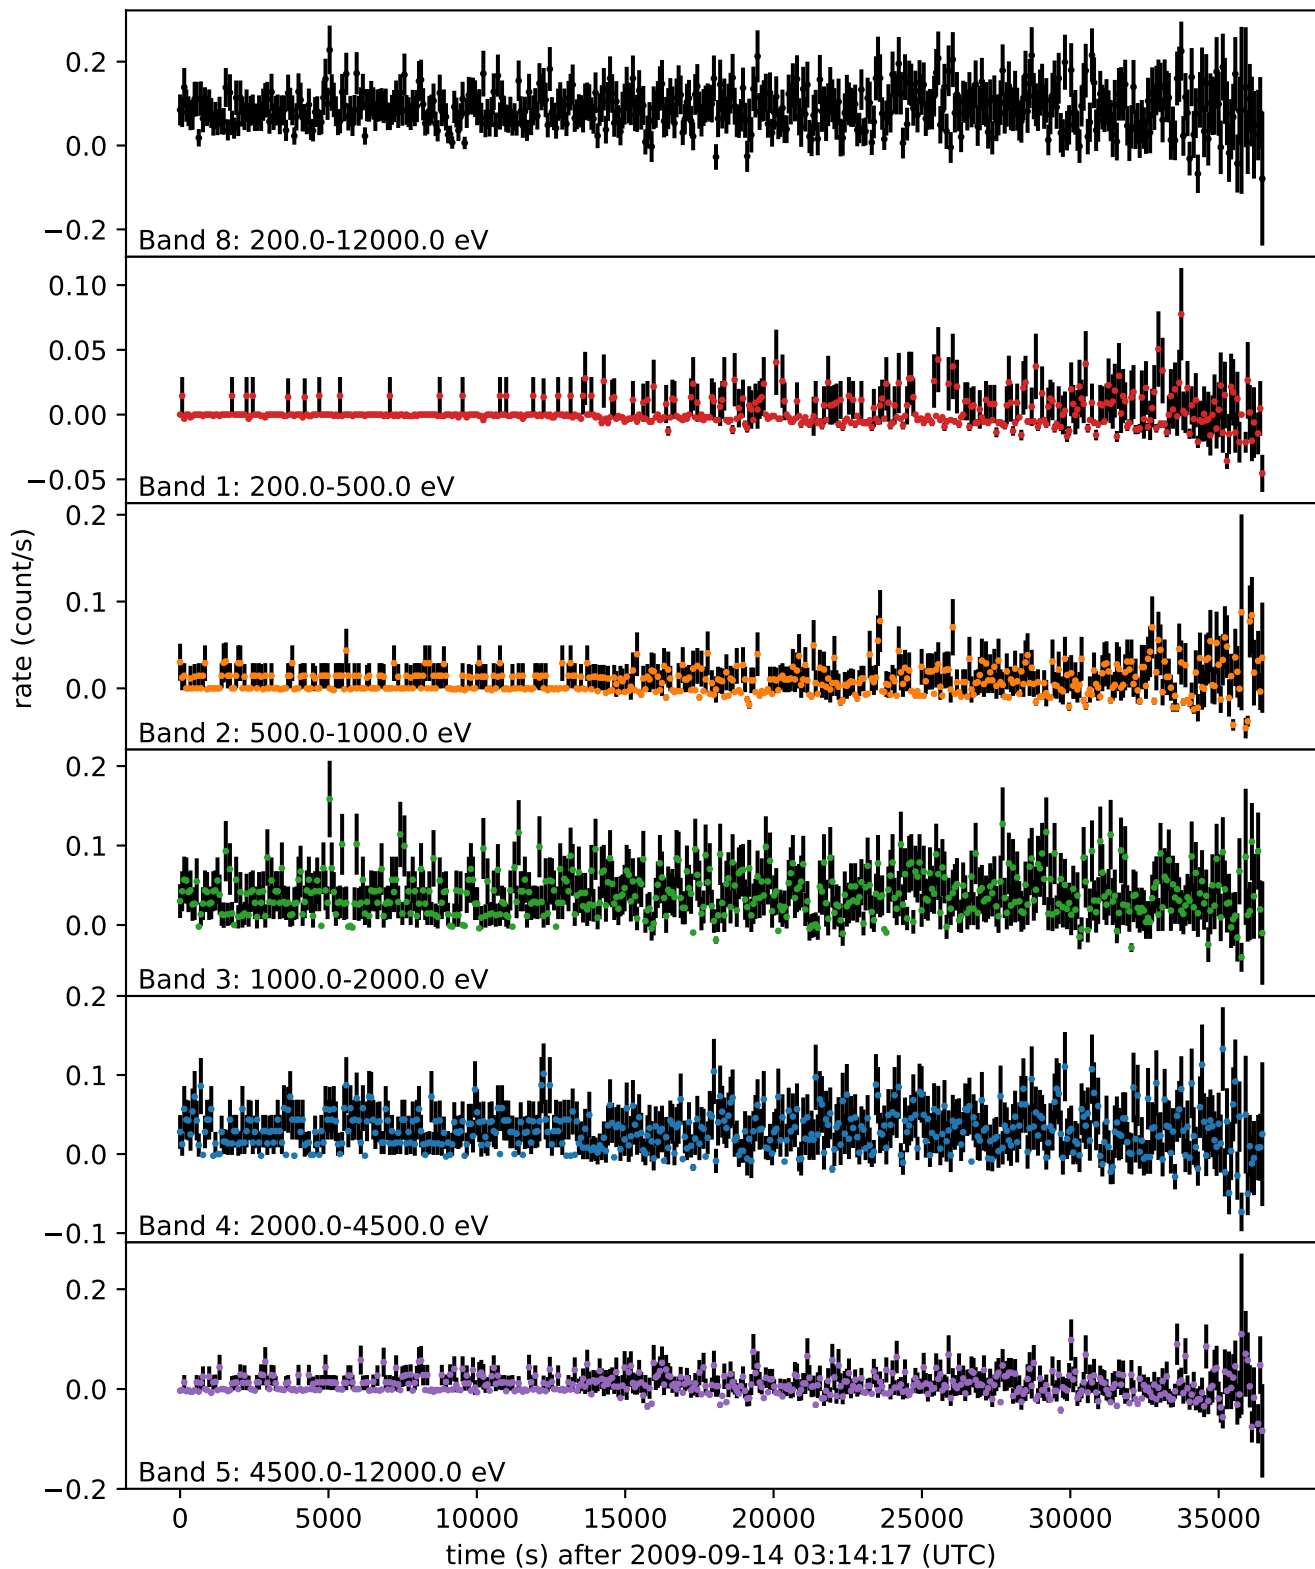 0.2
0.0
−0.2
Band 8: 200.0-12000.0 eV
0.10
0.05
0.00
−0.05
Band 1: 200.0-500.0 eV
0.2
0.1
0.0
Band 2: 500.0-1000.0 eV
rate (count/s)
0.2
0.1
0.0
Band 3: 1000.0-2000.0 eV
0.2
0.1
0.0
−0.1
Band 4: 2000.0-4500.0 eV
0.2
0.0
−0.2
Band 5: 4500.0-12000.0 eV
0 5000 10000 15000 20000 25000 30000 35000
time (s) after 2009-09-14 03:14:17 (UTC)